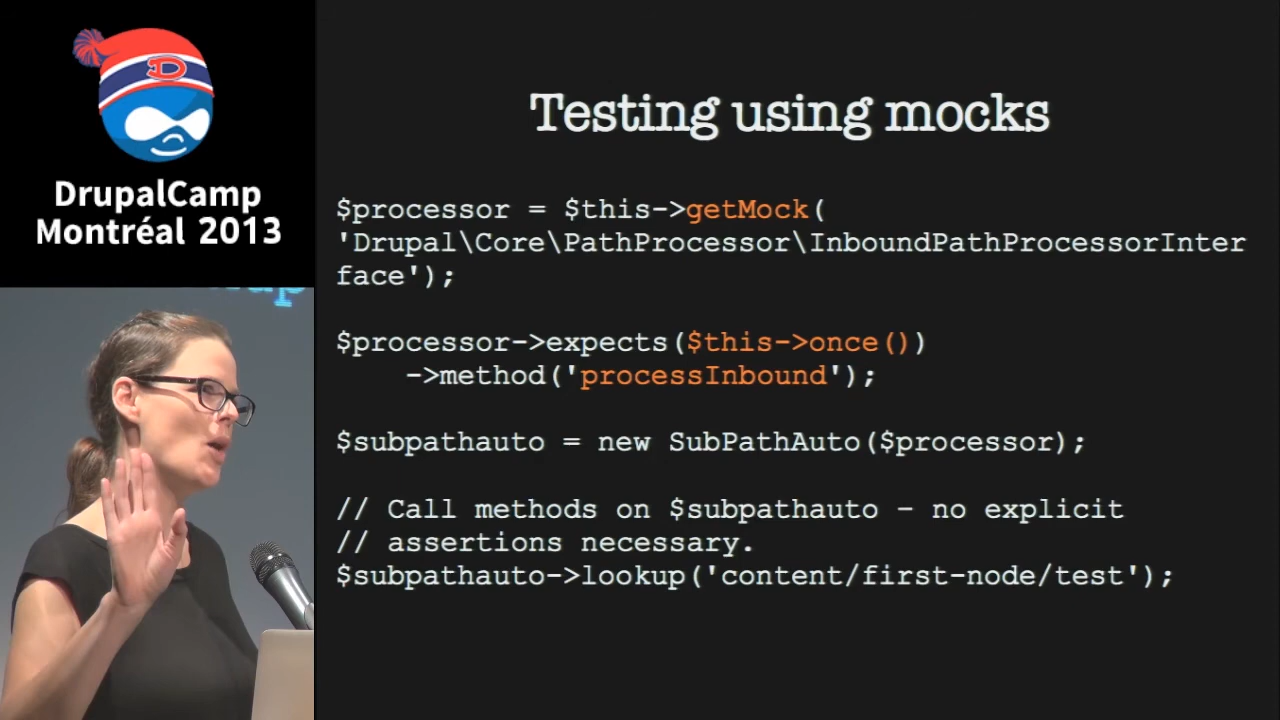 D
DrupalCamp
Montréal 2013
Testing using mocks
$processor = $this->getMock(
'Drupal\Core\PathProcessor\InboundPathProcessorInter
face');
$processor->expects($this->once())
->method('processInbound');
$subpathauto = new SubPathAuto($processor);
// Call methods on $subpathauto - no explicit
// assertions necessary.
$subpathauto->lookup('content/first-node/test');